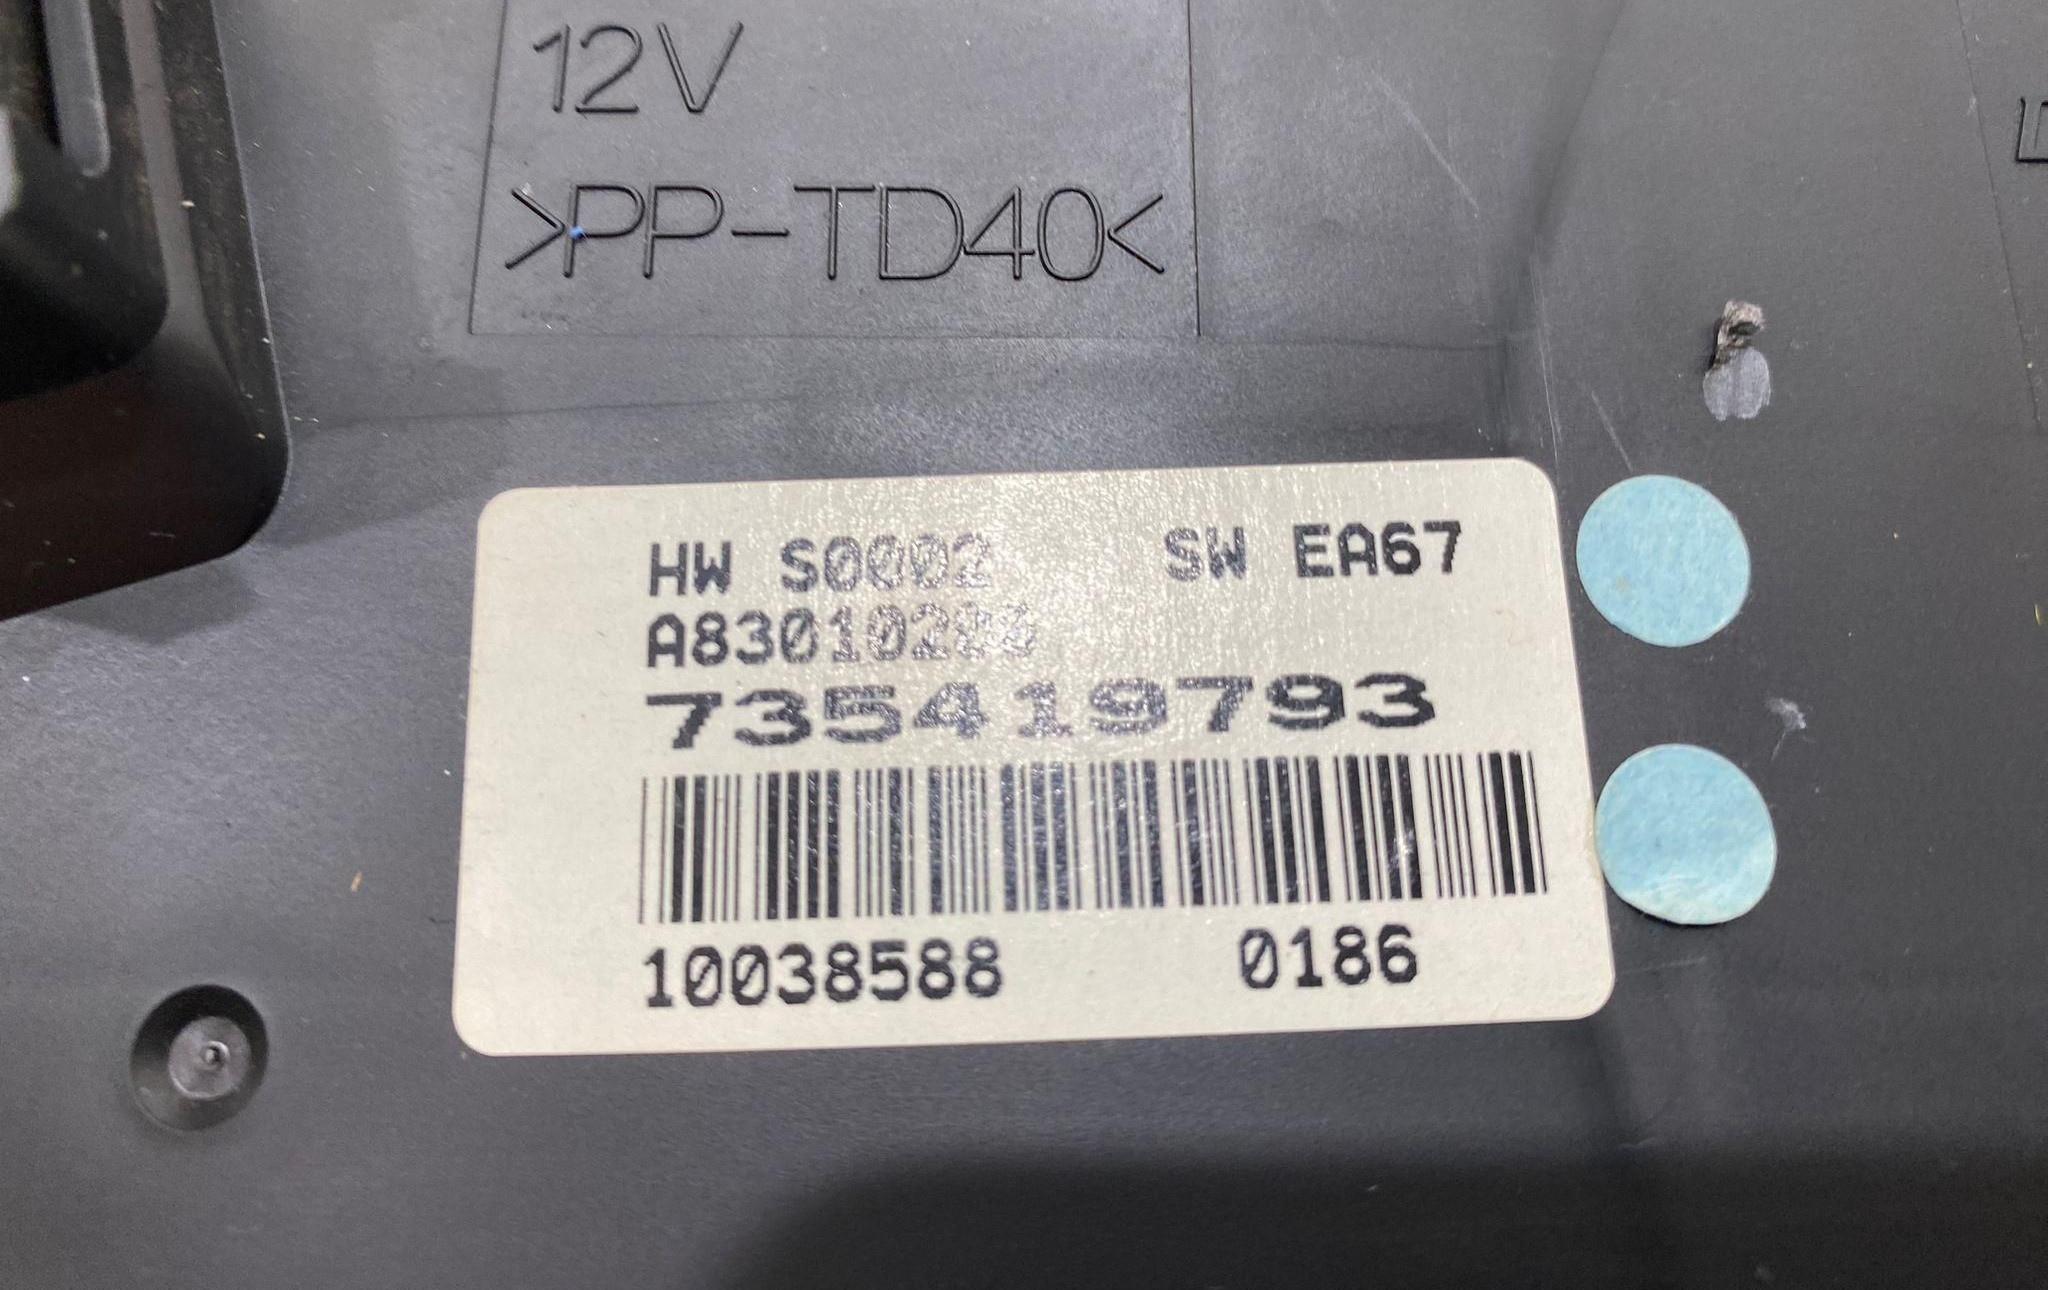 12V
>PP-TD40<
HW S0002 SW EA67
735419793
10038588 0186